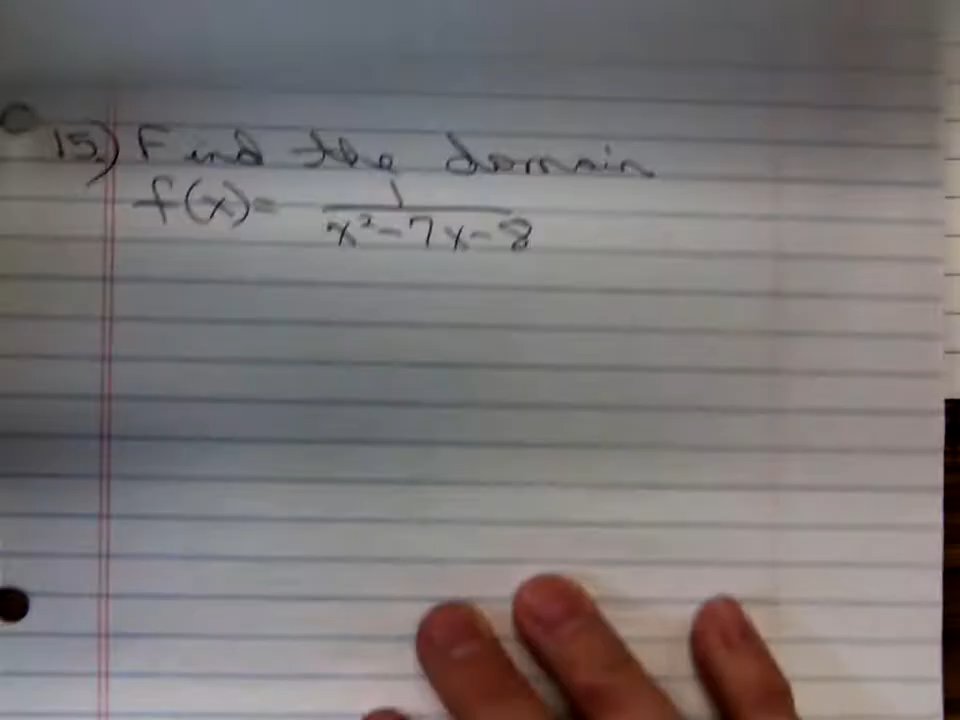 15.) Find the domain
f(x)= 1/(x²-7x-8)